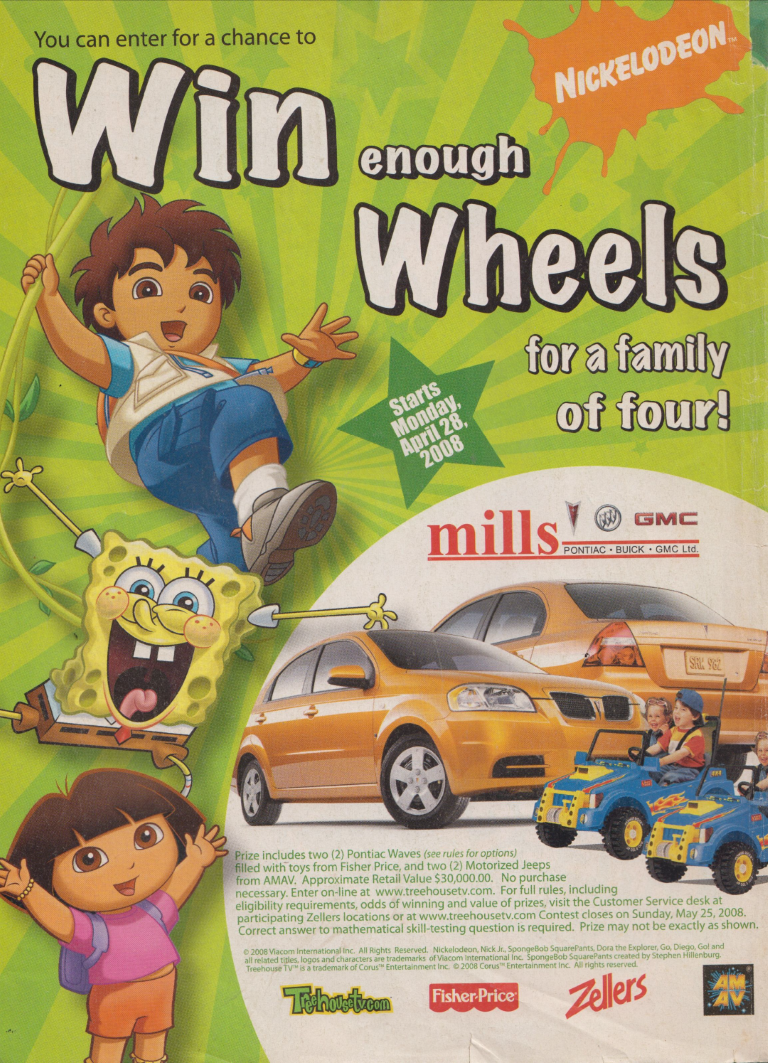 You can enter for a chance to
Win enough
Wheels
for a family
of four!
NICKELODEON™
Starts
Monday,
April 28,
2008
mills
GMC
PONTIAC • BUICK • GMC Ltd.
SRK 962
Prize includes two (2) Pontiac Waves (see rules for options)
filled with toys from Fisher Price, and two (2) Motorized Jeeps
from AMAV. Approximate Retail Value $30,000.00. No purchase
necessary. Enter on-line at www.treehousetv.com. For full rules, including
eligibility requirements, odds of winning and value of prizes, visit the Customer Service desk at
participating Zellers locations or at www.treehousetv.com Contest closes on Sunday, May 25, 2008.
Correct answer to mathematical skill-testing question is required. Prize may not be exactly as shown.
© 2008 Viacom International Inc. All Rights Reserved. Nickelodeon, Nick Jr., SpongeBob SquarePants, Dora the Explorer, Go, Diego, Go! and
all related titles, logos and characters are trademarks of Viacom International Inc. SpongeBob SquarePants created by Stephen Hillenburg.
Treehouse TV™ is a trademark of Corus™ Entertainment Inc. © 2008 Corus™ Entertainment Inc. All rights reserved.
Treehousetv.com
Fisher-Price
Zellers
AM
AV